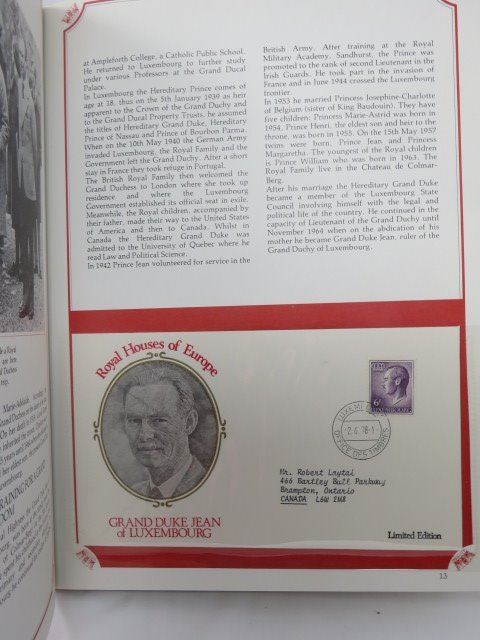 at Ampleforth College, a Catholic Public School.
He returned to Luxembourg to further study
under various Professors at the Grand Ducal
Palace.
In Luxembourg the Hereditary Prince comes of
age at 18, thus on the 5th January 1939 as heir
apparent to the Crown of the Grand Duchy and
to the Grand Ducal Property Trusts, he assumed
the titles of Hereditary Grand Duke, Hereditary
Prince of Nassau and Prince of Bourbon Parma.
When on the 10th May 1940 the German Army
invaded Luxembourg, the Royal Family and the
Government left the Grand Duchy. After a short
stay in France they took refuge in Portugal.
The British Royal Family then welcomed the
Grand Duchess to London where she took up
residence and where the Luxembourg
Government established its official seat in exile.
Meanwhile, the Royal children, accompanied by
their father, made their way to the United States
of America and then to Canada. Whilst in
Canada the Hereditary Grand Duke was
admitted to the University of Quebec where he
read Law and Political Science.
In 1942 Prince Jean volunteered for service in the
British Army. After training at the Royal
Military Academy, Sandhurst, the Prince was
promoted to the rank of second Lieutenant in the
Irish Guards. He took part in the invasion of
France and in June 1944 crossed the Luxembourg
frontier.
In 1953 he married Princess Josephine-Charlotte
of Belgium (sister of King Baudouin). They have
five children; Princess Marie-Astrid was born in
1954, Prince Henri, the eldest son and heir to the
throne, was born in 1955. On the 15th May 1957
twins were born, Prince Jean and Princess
Margaretha. The youngest of the Royal children
is Prince William who was born in 1963. The
Royal Family live in the Chateau de Colmar-
Berg.
After his marriage the Hereditary Grand Duke
became a member of the Luxembourg State
Council involving himself with the legal and
political life of the country. He continued in the
capacity of Lieutenant of the Grand Duchy until
November 1964 when on the abdication of his
mother he became Grand Duke Jean, ruler of the
Grand Duchy of Luxembourg.
Royal Houses of Europe
GRAND DUKE JEAN
of LUXEMBOURG
6F
LUXEMBOURG
-2.6.78-1
OFFICE DES TIMBRES
Mr. Robert Lnytai
466 Bartley Bull Parkway
Brampton, Ontario
CANADA L6W 2M8
Limited Edition
13